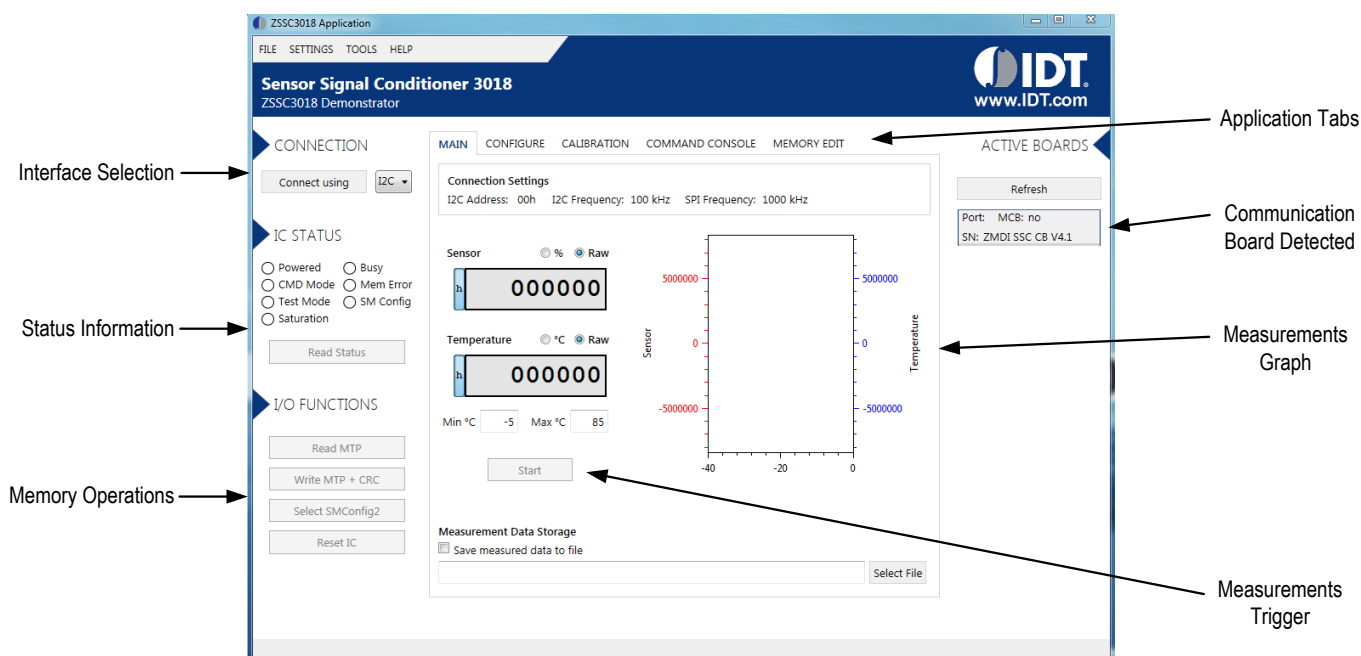 ZSSC3018 Application
FILE SETTINGS TOOLS HELP
Sensor Signal Conditioner 3018
ZSSC3018 Demonstrator
IDT
www.IDT.com
Application Tabs
CONNECTION
MAIN CONFIGURE CALIBRATION COMMAND CONSOLE MEMORY EDIT
ACTIVE BOARDS
Interface Selection
Connect using I2C
Connection Settings
I2C Address: 00h I2C Frequency: 100 kHz SPI Frequency: 1000 kHz
Refresh
Port: MCB: no
SN: ZMDI SSC CB V4.1
Communication
Board Detected
IC STATUS
Powered Busy
CMD Mode Mem Error
Test Mode SM Config
Saturation
Status Information
Read Status
Sensor % Raw
h 000000
Temperature °C Raw
h 000000
Min °C -5 Max °C 85
Start
5000000
0
-5000000
Sensor
5000000
0
-5000000
Temperature
-40 -20 0
Measurements
Graph
I/O FUNCTIONS
Read MTP
Write MTP + CRC
Select SMConfig2
Reset IC
Memory Operations
Measurement Data Storage
Save measured data to file
Select File
Measurements
Trigger